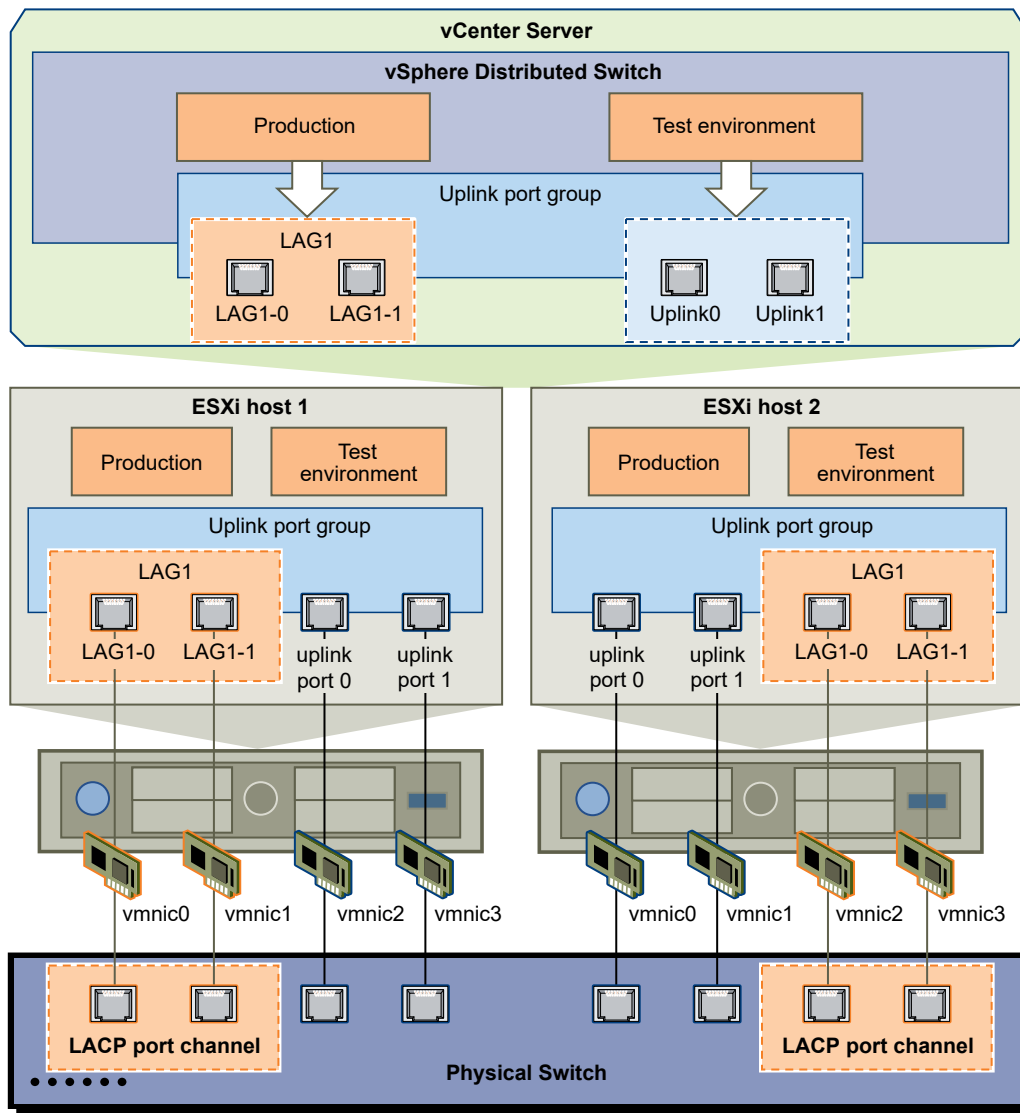 vCenter Server
vSphere Distributed Switch
Production
Test environment
Uplink port group
LAG1
LAG1-0
LAG1-1
Uplink0
Uplink1
ESXi host 1
Production
Test
environment
Uplink port group
LAG1
LAG1-0
LAG1-1
uplink
port 0
uplink
port 1
ESXi host 2
Production
Test
environment
Uplink port group
LAG1
uplink
port 0
uplink
port 1
LAG1-0
LAG1-1
vmnic0
vmnic1
vmnic2
vmnic3
vmnic0
vmnic1
vmnic2
vmnic3
LACP port channel
LACP port channel
Physical Switch